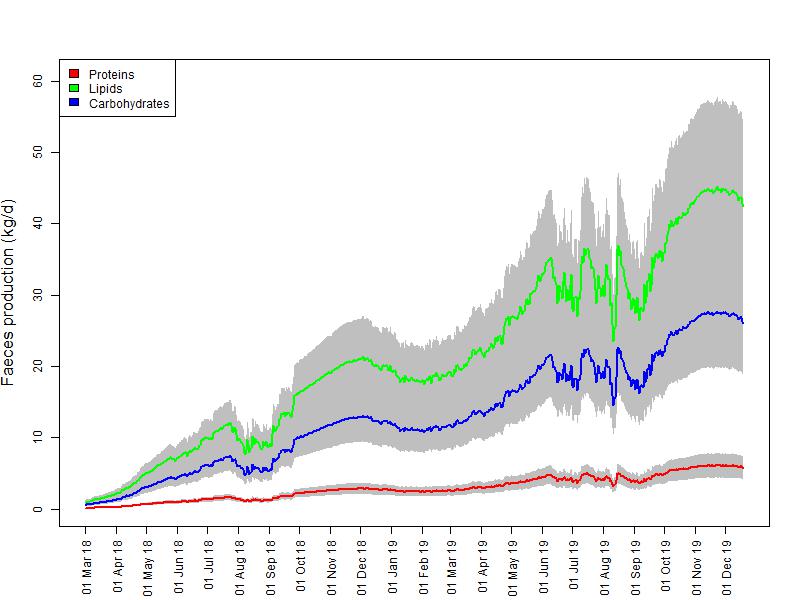 Proteins
Lipids
Carbohydrates
Faeces production (kg/d)
60
50
40
30
20
10
0
01 Mar 18
01 Apr 18
01 May 18
01 Jun 18
01 Jul 18
01 Aug 18
01 Sep 18
01 Oct 18
01 Nov 18
01 Dec 18
01 Jan 19
01 Feb 19
01 Mar 19
01 Apr 19
01 May 19
01 Jun 19
01 Jul 19
01 Aug 19
01 Sep 19
01 Oct 19
01 Nov 19
01 Dec 19